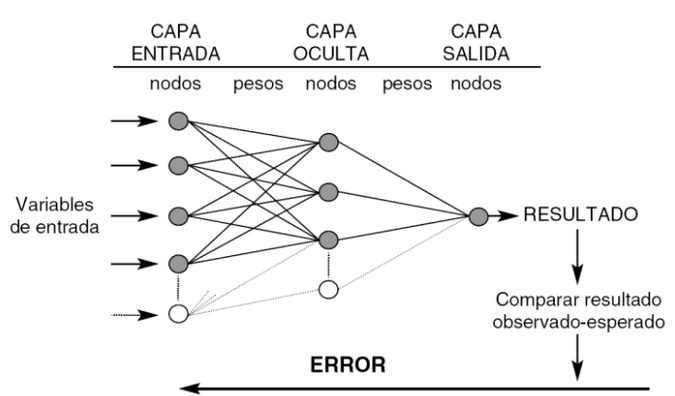 CAPA
ENTRADA
CAPA
OCULTA
CAPA
SALIDA
nodos pesos nodos pesos nodos
Variables
de entrada
RESULTADO
Comparar resultado
observado-esperado
ERROR